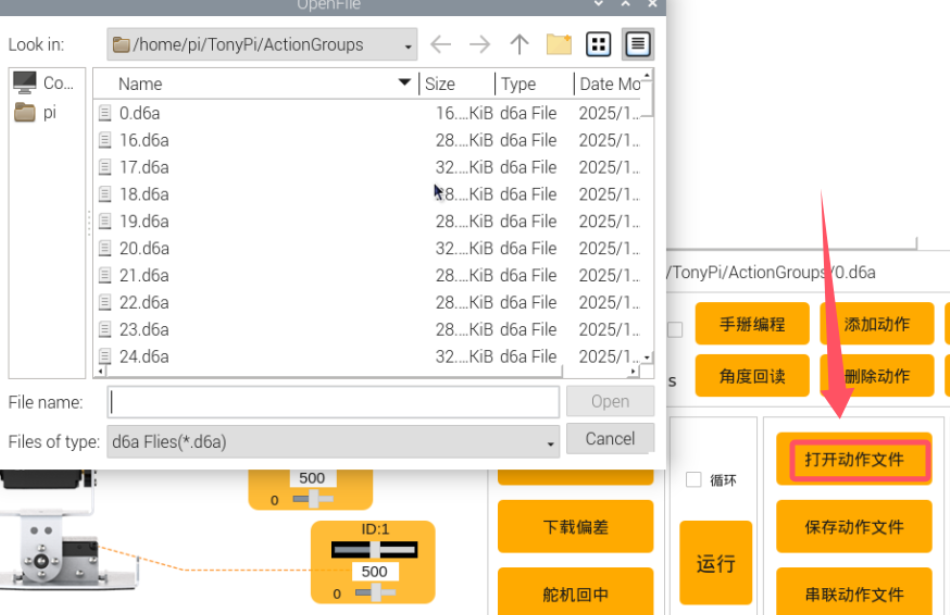 OpenFile
Look in:
/home/pi/TonyPi/ActionGroups
Co...
pi
Name Size Type Date Mo
0.d6a 16....KiB d6a File 2025/1...
16.d6a 28....KiB d6a File 2025/1...
17.d6a 32....KiB d6a File 2025/1...
18.d6a 28....KiB d6a File 2025/1...
19.d6a 28....KiB d6a File 2025/1...
20.d6a 32....KiB d6a File 2025/1...
21.d6a 28....KiB d6a File 2025/1...
22.d6a 28....KiB d6a File 2025/1...
23.d6a 28....KiB d6a File 2025/1...
24.d6a 32....KiB d6a File 2025/1...
File name:
Open
Files of type: d6a Flies(*.d6a)
Cancel
/TonyPi/ActionGroups/0.d6a
手掰编程 添加动作
s
角度回读 删除动作
打开动作文件
循环
500
0
下载偏差
保存动作文件
ID:1
500
0
运行
舵机回中
串联动作文件